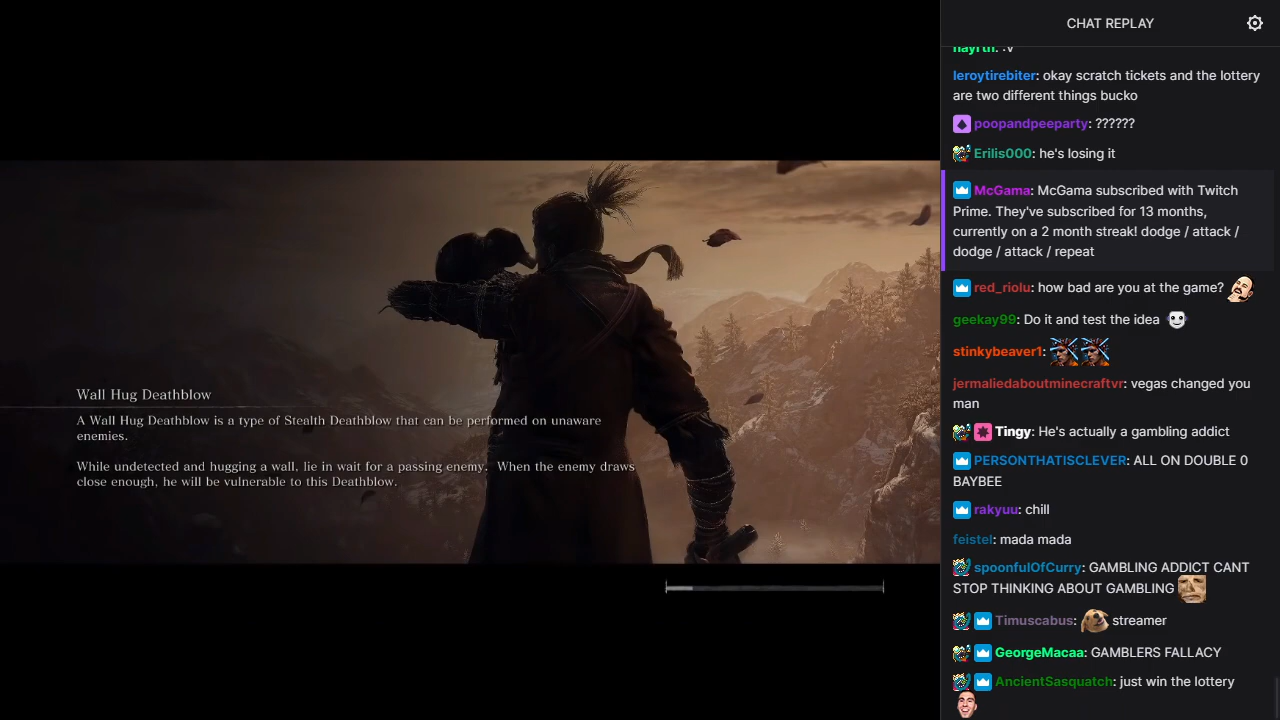 Wall Hug Deathblow
A Wall Hug Deathblow is a type of Stealth Deathblow that can be performed on unaware
enemies.
While undetected and hugging a wall, lie in wait for a passing enemy.  When the enemy draws
close enough, he will be vulnerable to this Deathblow.
CHAT REPLAY
hayrth: :v
leroytirebiter: okay scratch tickets and the lottery
are two different things bucko
poopandpeeparty: ??????
Erilis000: he's losing it
McGama: McGama subscribed with Twitch
Prime. They've subscribed for 13 months,
currently on a 2 month streak! dodge / attack /
dodge / attack / repeat
red_riolu: how bad are you at the game?
geekay99: Do it and test the idea
stinkybeaver1:
jermaliedaboutminecraftvr: vegas changed you
man
Tingy: He's actually a gambling addict
PERSONTHATISCLEVER: ALL ON DOUBLE 0
BAYBEE
rakyuu: chill
feistel: mada mada
spoonfulOfCurry: GAMBLING ADDICT CANT
STOP THINKING ABOUT GAMBLING
Timuscabus: streamer
GeorgeMacaa: GAMBLERS FALLACY
AncientSasquatch: just win the lottery